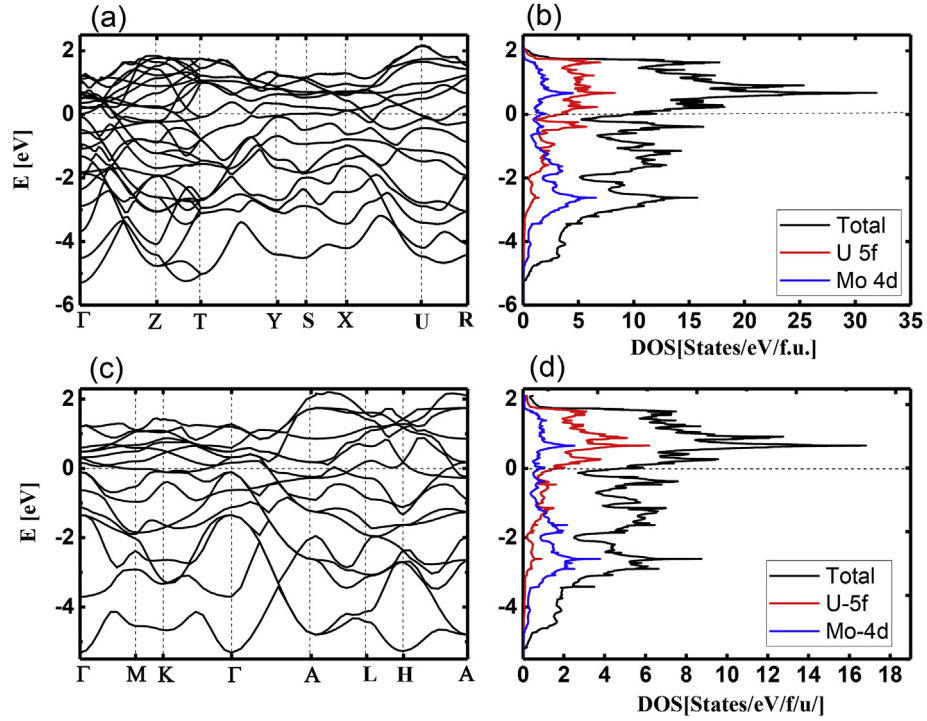 (a)
E [eV]
2
0
-2
-4
-6
Γ Z T Y S X U R
(b)
2
0
-2
-4
-6
Total
U 5f
Mo 4d
0 5 10 15 20 25 30 35
DOS[States/eV/f.u.]
(c)
E [eV]
2
0
-2
-4
Γ M K Γ A L H A
(d)
2
0
-2
-4
Total
U-5f
Mo-4d
0 2 4 6 8 10 12 14 16 18
DOS[States/eV/f/u/]